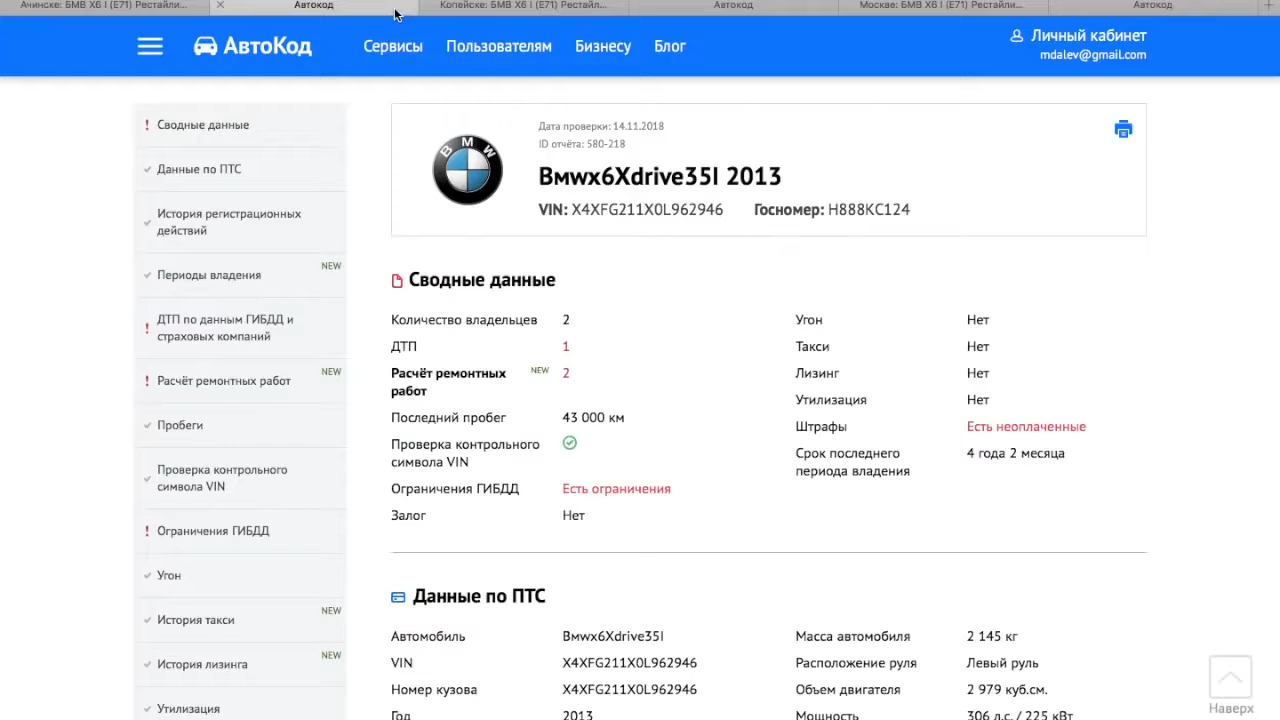 Ачинске: БМВ Х6 I (E71) Рестайли...
Автокод
Копейске: БМВ Х6 I (E71) Рестайл...
Автокод
Москве: БМВ Х6 I (E71) Рестайли...
Автокод
АвтоКод
Сервисы
Пользователям
Бизнесу
Блог
Личный кабинет
mdalev@gmail.com
Сводные данные
Данные по ПТС
История регистрационных
действий
Периоды владения NEW
ДТП по данным ГИБДД и
страховых компаний
Расчёт ремонтных работ NEW
Пробеги
Проверка контрольного
символа VIN
Ограничения ГИБДД
Угон
История такси NEW
История лизинга NEW
Утилизация
BMW
Дата проверки: 14.11.2018
ID отчёта: 580-218
Bмwx6Xdrive35I 2013
VIN: X4XFG211X0L962946 Госномер: Н888КС124
Сводные данные
Количество владельцев 2
ДТП 1
Расчёт ремонтных NEW 2
работ
Последний пробег 43 000 км
Проверка контрольного
символа VIN
Ограничения ГИБДД Есть ограничения
Залог Нет
Угон Нет
Такси Нет
Лизинг Нет
Утилизация Нет
Штрафы Есть неоплаченные
Срок последнего 4 года 2 месяца
периода владения
Данные по ПТС
Автомобиль Bмwx6Xdrive35I
VIN X4XFG211X0L962946
Номер кузова X4XFG211X0L962946
Год 2013
Масса автомобиля 2 145 кг
Расположение руля Левый руль
Объем двигателя 2 979 куб.см.
Мощность 306 л.с. / 225 кВт
Наверх